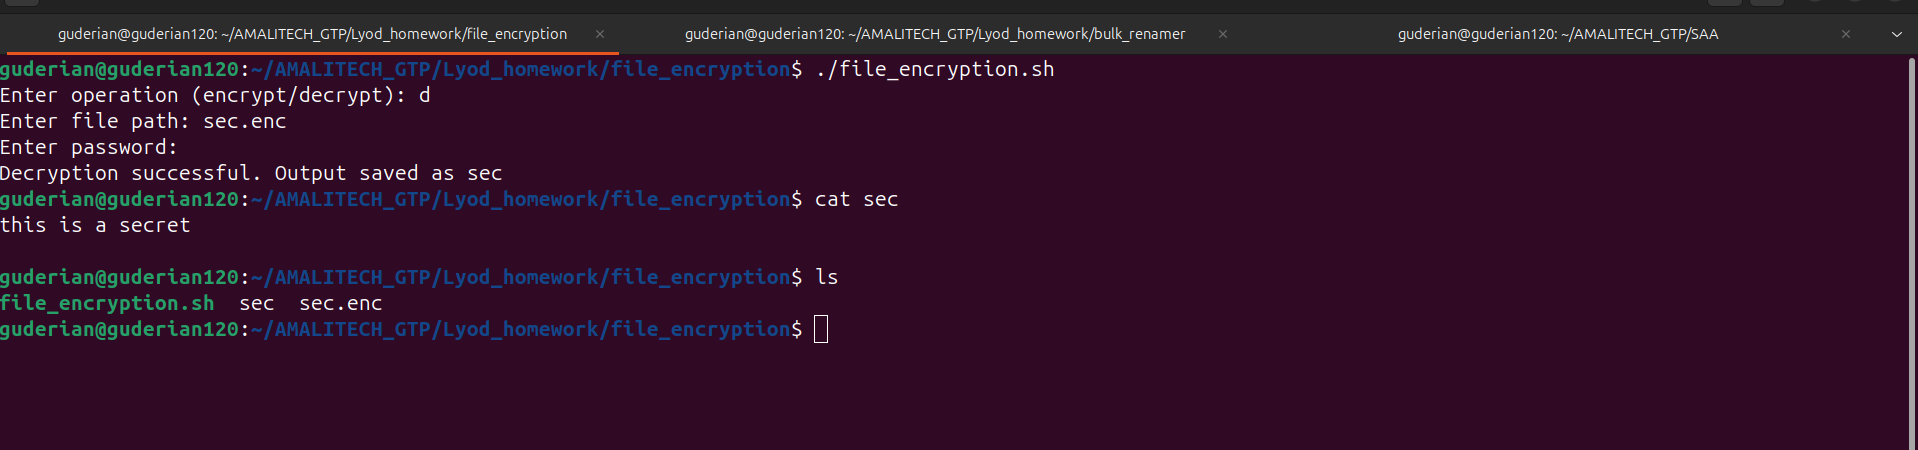 guderian@guderian120: ~/AMALITECH_GTP/Lyod_homework/file_encryption × guderian@guderian120: ~/AMALITECH_GTP/Lyod_homework/bulk_renamer × guderian@guderian120: ~/AMALITECH_GTP/SAA ×
guderian@guderian120:~/AMALITECH_GTP/Lyod_homework/file_encryption$ ./file_encryption.sh
Enter operation (encrypt/decrypt): d
Enter file path: sec.enc
Enter password:
Decryption successful. Output saved as sec
guderian@guderian120:~/AMALITECH_GTP/Lyod_homework/file_encryption$ cat sec
this is a secret
guderian@guderian120:~/AMALITECH_GTP/Lyod_homework/file_encryption$ ls
file_encryption.sh  sec  sec.enc
guderian@guderian120:~/AMALITECH_GTP/Lyod_homework/file_encryption$